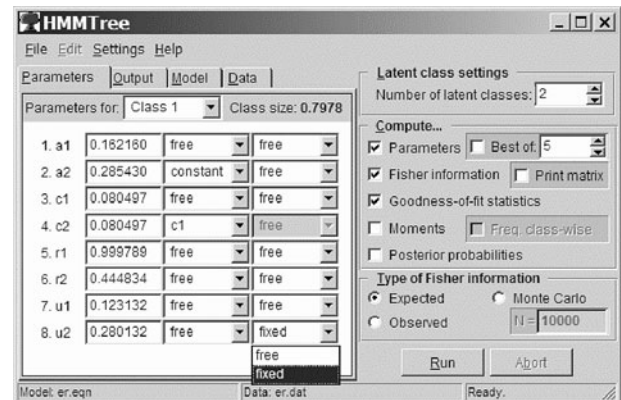 HMMTree
File Edit Settings Help
Parameters Output Model Data
Parameters for: Class 1 Class size: 0.7978
1. a1 0.162160 free free
2. a2 0.285430 constant free
3. c1 0.080497 free free
4. c2 0.080497 c1 free
5. r1 0.999789 free free
6. r2 0.444834 free free
7. u1 0.123132 free free
8. u2 0.280132 free fixed
free
fixed
Latent class settings
Number of latent classes: 2
Compute...
Parameters Best of: 5
Fisher information Print matrix
Goodness-of-fit statistics
Moments Freq. class-wise
Posterior probabilities
Type of Fisher information
Expected Monte Carlo
Observed N = 10000
Run Abort
Model: er.eqn Data: er.dat Ready.